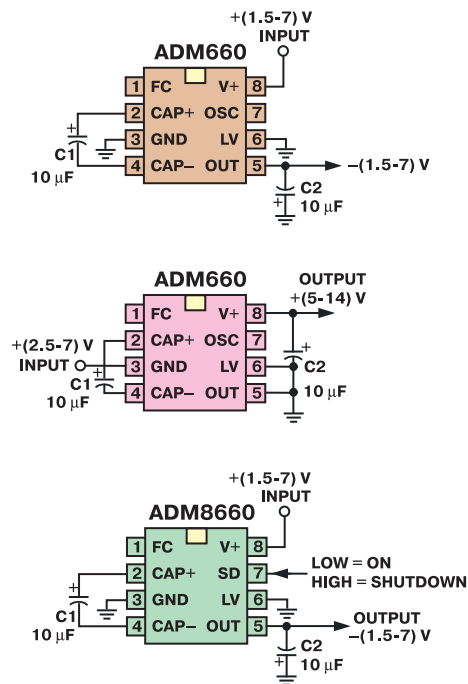 +(1.5-7) V
INPUT
ADM660
1 FC V+ 8
2 CAP+ OSC 7
3 GND LV 6
4 CAP– OUT 5
+
C1
10 µF
–(1.5-7) V
C2
+
10 µF
ADM660
OUTPUT
+(5-14) V
1 FC V+ 8
2 CAP+ OSC 7
3 GND LV 6
4 CAP– OUT 5
+(2.5-7) V
INPUT
+
C1
10 µF
+
C2
10 µF
+(1.5-7) V
INPUT
ADM8660
1 FC V+ 8
2 CAP+ SD 7
3 GND LV 6
4 CAP– OUT 5
LOW = ON
HIGH = SHUTDOWN
+
C1
10 µF
OUTPUT
–(1.5-7) V
C2
+
10 µF